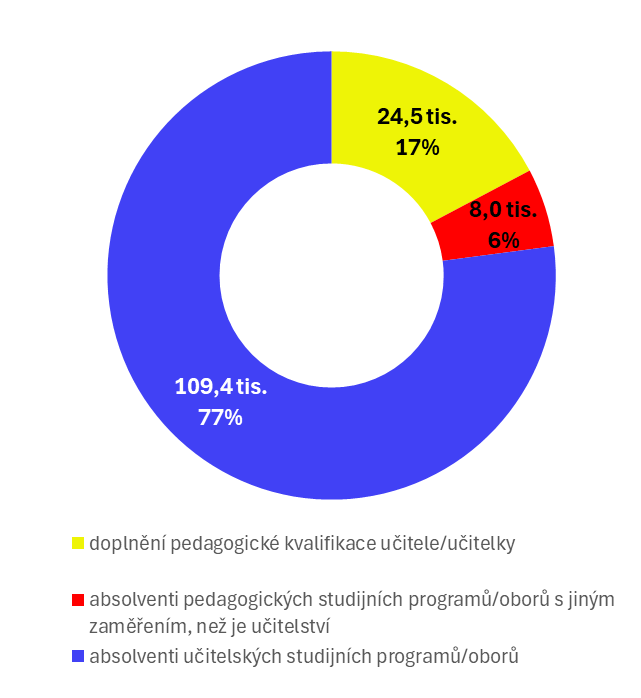 24,5 tis.
17%
8,0 tis.
6%
109,4 tis.
77%
doplnění pedagogické kvalifikace učitele/učitelky
absolventi pedagogických studijních programů/oborů s jiným
zaměřením, než je učitelství
absolventi učitelských studijních programů/oborů